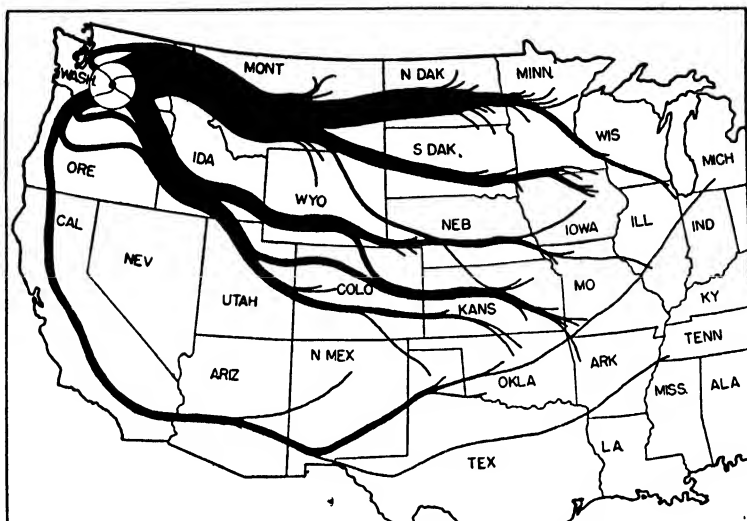 WASH.
MONT
N DAK
MINN.
WIS
MICH
ORE
IDA
S DAK.
WYO
CAL
NEV
NEB
IOWA
ILL
IND
UTAH
COLO
KANS
MO
KY
ARIZ
N MEX
OKLA
ARK
TENN
MISS.
ALA
TEX
LA.